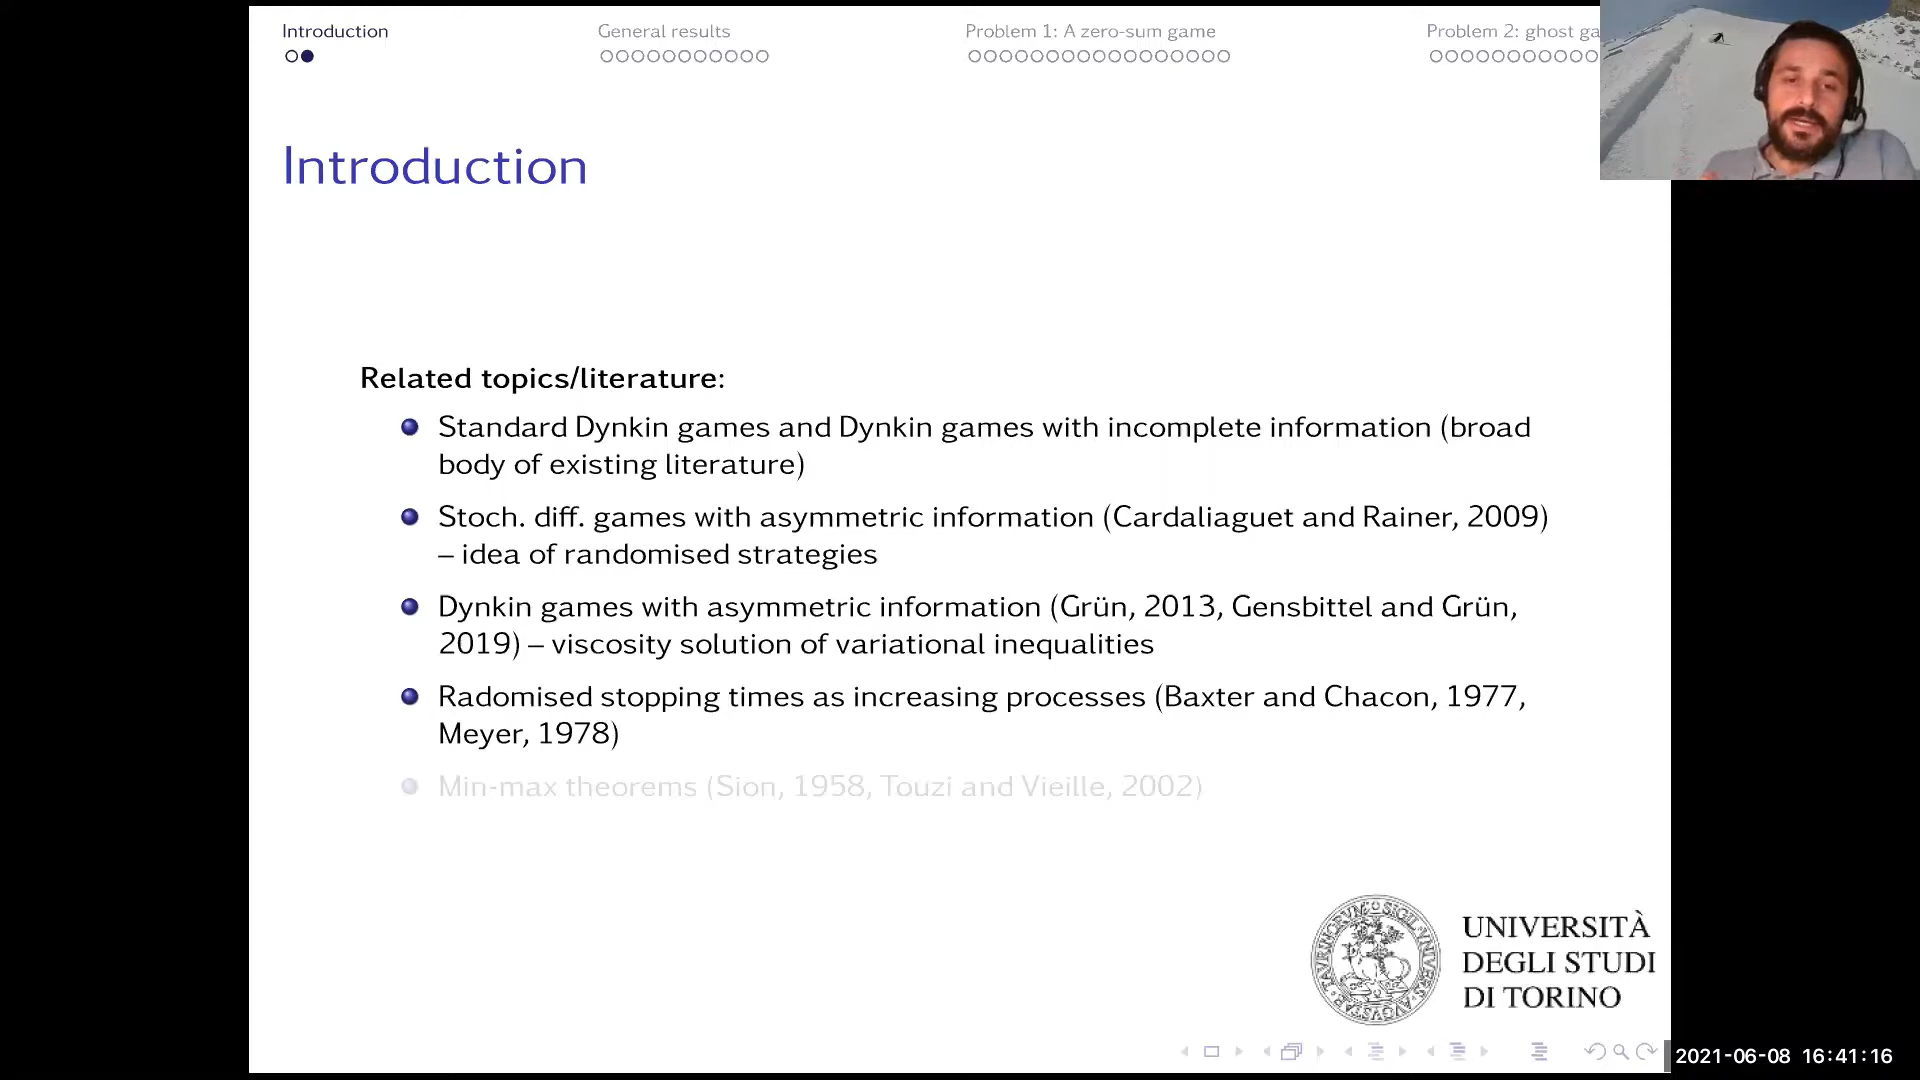 Introduction
General results
Problem 1: A zero-sum game
Problem 2: ghost ga
Introduction
Related topics/literature:
Standard Dynkin games and Dynkin games with incomplete information (broad
body of existing literature)
Stoch. diff. games with asymmetric information (Cardaliaguet and Rainer, 2009)
– idea of randomised strategies
Dynkin games with asymmetric information (Grün, 2013, Gensbittel and Grün,
2019) – viscosity solution of variational inequalities
Radomised stopping times as increasing processes (Baxter and Chacon, 1977,
Meyer, 1978)
Min-max theorems (Sion, 1958, Touzi and Vieille, 2002)
UNIVERSITÀ
DEGLI STUDI
DI TORINO
2021-06-08 16:41:16